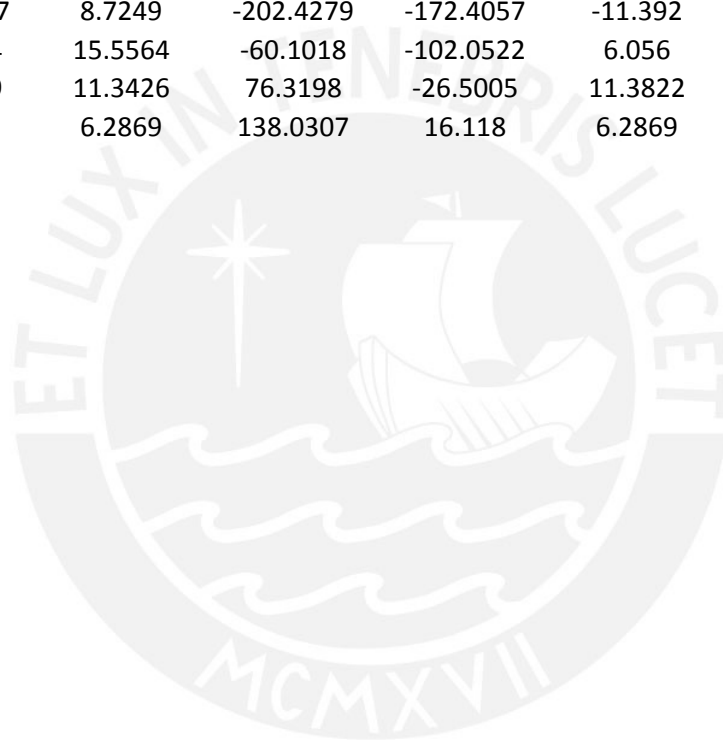 7 8.7249 -202.4279 -172.4057 -11.392
15.5564 -60.1018 -102.0522 6.056
11.3426 76.3198 -26.5005 11.3822
6.2869 138.0307 16.118 6.2869
ET LUX IN TENEBRIS LUCET
MCMXVII